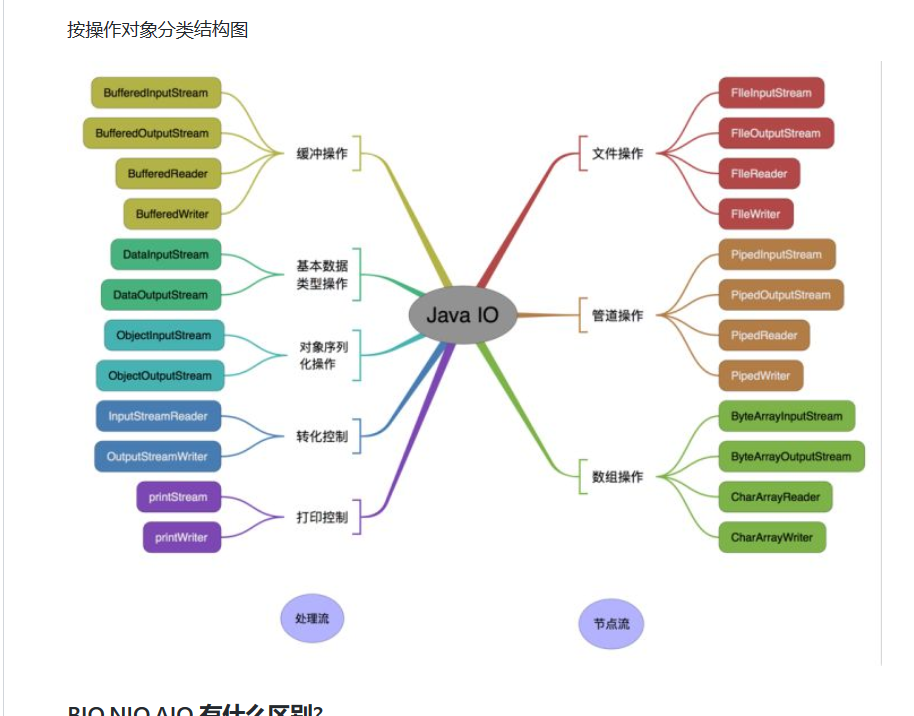 按操作对象分类结构图
BufferedInputStream
BufferedOutputStream
BufferedReader
BufferedWriter
缓冲操作
DataInputStream
DataOutputStream
基本数据
类型操作
ObjectInputStream
ObjectOutputStream
对象序列
化操作
InputStreamReader
OutputStreamWriter
转化控制
printStream
printWriter
打印控制
Java IO
文件操作
FIleInputStream
FIleOutputStream
FIleReader
FIleWriter
管道操作
PipedInputStream
PipedOutputStream
PipedReader
PipedWriter
数组操作
ByteArrayInputStream
ByteArrayOutputStream
CharArrayReader
CharArrayWriter
处理流
节点流
BIO,NIO,AIO 有什么区别?